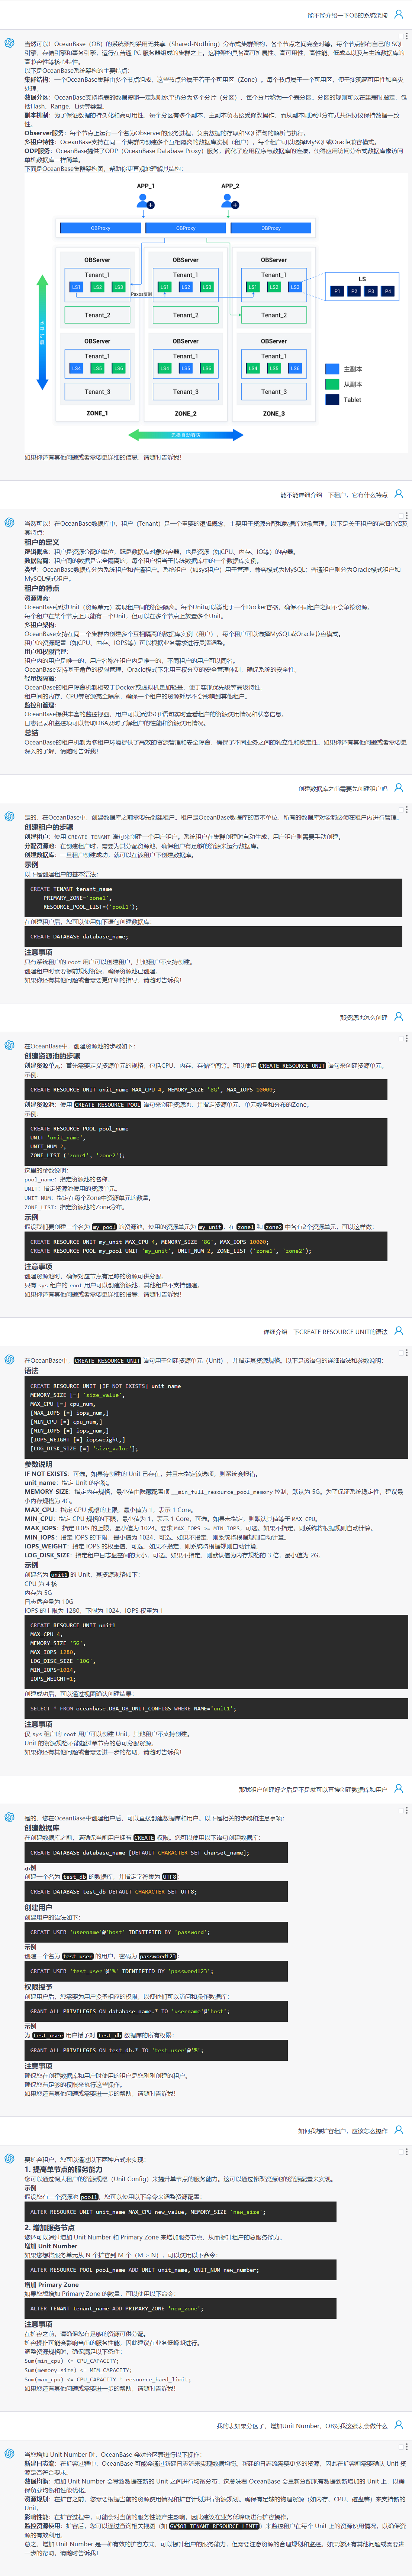 能不能介绍一下OB的系统架构
当然可以！OceanBase（OB）的系统架构采用无共享（Shared-Nothing）分布式集群架构，各个节点之间完全对等。每个节点都有自己的 SQL
引擎、存储引擎和事务引擎，运行在普通 PC 服务器组成的集群之上。这种架构具备高可扩展性、高可用性、高性能、低成本以及与主流数据库的
高兼容性等核心特性。
以下是OceanBase系统架构的主要特点：
集群结构：一个OceanBase集群由多个节点组成，这些节点分属于若干个可用区（Zone）。每个节点属于一个可用区，便于实现高可用性和容灾
处理。
数据分区：OceanBase支持将表的数据按照一定规则水平拆分为多个分片（分区），每个分片称为一个表分区。分区的规则可以在建表时指定，包
括Hash、Range、List等类型。
副本机制：为了保证数据的持久化和高可用性，每个分区有多个副本，主副本负责接受修改操作，而从副本则通过分布式共识协议保持数据一致
性。
Observer服务：每个节点上运行一个名为Observer的服务进程，负责数据的存取和SQL语句的解析与执行。
多租户特性：OceanBase支持在同一个集群内创建多个互相隔离的数据库实例（租户），每个租户可以选择MySQL或Oracle兼容模式。
ODP服务：OceanBase提供了ODP（OceanBase Database Proxy）服务，简化了应用程序与数据库的连接，使得应用访问分布式数据库像访问
单机数据库一样简单。
下面是OceanBase集群架构图，帮助你更直观地理解其结构：
APP_1 APP_2
OBProxy OBProxy OBProxy
OBServer OBServer OBServer
Tenant_1 Tenant_1 Tenant_1
LS1 LS2 LS3 LS1 LS2 LS3 LS1 LS2 LS3
Paxos复制
LS
P1 P2 P3 P4
Tenant_2 Tenant_2 Tenant_2
OBServer OBServer OBServer
Tenant_1 Tenant_1 Tenant_1
LS4 LS5 LS6 LS4 LS5 LS6 LS4 LS5 LS6
Tenant_3 Tenant_3 Tenant_3
ZONE_1 ZONE_2 ZONE_3
主副本
从副本
Tablet
如果你还有其他问题或者需要更详细的信息，请随时告诉我！
能不能详细介绍一下租户，它有什么特点
当然可以！在OceanBase数据库中，租户（Tenant）是一个重要的逻辑概念，主要用于资源分配和数据库对象管理。以下是关于租户的详细介绍及
其特点：
租户的定义
逻辑概念：租户是资源分配的单位，既是数据库对象的容器，也是资源（如CPU、内存、IO等）的容器。
数据隔离：租户间的数据是完全隔离的，每个租户相当于传统数据库中的一个数据库实例。
类型：OceanBase数据库分为系统租户和普通租户。系统租户（如sys租户）用于管理，兼容模式为MySQL；普通租户则分为Oracle模式租户和
MySQL模式租户。
租户的特点
资源隔离：
OceanBase通过Unit（资源单元）实现租户间的资源隔离。每个Unit可以类比于一个Docker容器，确保不同租户之间不会争抢资源。
每个租户在某个节点上只能有一个Unit，但可以在多个节点上放置多个Unit。
多租户架构：
OceanBase支持在同一个集群内创建多个互相隔离的数据库实例（租户），每个租户可以选择MySQL或Oracle兼容模式。
租户的资源配置（如CPU、内存、IOPS等）可以根据业务需求进行灵活调整。
用户和权限管理：
租户内的用户是唯一的，用户名称在租户内是唯一的，不同租户的用户可以同名。
OceanBase支持基于角色的权限管理，Oracle模式下采用三权分立的安全管理体制，确保系统的安全性。
轻量级隔离：
OceanBase的租户隔离机制相较于Docker或虚拟机更加轻量，便于实现优先级等高级特性。
租户间的内存、CPU等资源完全隔离，确保一个租户的资源耗尽不会影响到其他租户。
监控和管理：
OceanBase提供丰富的监控视图，用户可以通过SQL语句实时查看租户的资源使用情况和状态信息。
日志记录和监控项可以帮助DBA及时了解租户的性能和资源使用情况。
总结
OceanBase的租户机制为多租户环境提供了高效的资源管理和安全隔离，确保了不同业务之间的独立性和稳定性。如果你还有其他问题或者需要更
深入的了解，请随时告诉我！
创建数据库之前需要先创建租户吗
是的，在OceanBase中，创建数据库之前需要先创建租户。租户是OceanBase数据库的基本单位，所有的数据库对象都必须在租户内进行管理。
创建租户的步骤
创建租户：使用 CREATE TENANT 语句来创建一个用户租户。系统租户在集群创建时自动生成，用户租户则需要手动创建。
分配资源池：在创建租户时，需要为其分配资源池，确保租户有足够的资源来运行数据库。
创建数据库：一旦租户创建成功，就可以在该租户下创建数据库。
示例
以下是创建租户的基本语法：
CREATE TENANT tenant_name
PRIMARY_ZONE='zone1',
RESOURCE_POOL_LIST=('pool1');
在创建租户后，您可以使用如下语句创建数据库：
CREATE DATABASE database_name;
注意事项
只有系统租户的 root 用户可以创建租户，其他租户不支持创建。
创建租户时需要提前规划资源，确保资源池已创建。
如果你还有其他问题或者需要更详细的指导，请随时告诉我！
那资源池怎么创建
在OceanBase中，创建资源池的步骤如下：
创建资源池的步骤
创建资源单元：首先需要定义资源单元的规格，包括CPU、内存、存储空间等。可以使用 CREATE RESOURCE UNIT 语句来创建资源单元。
示例：
CREATE RESOURCE UNIT unit_name MAX_CPU 4, MEMORY_SIZE '8G', MAX_IOPS 10000;
创建资源池：使用 CREATE RESOURCE POOL 语句来创建资源池，并指定资源单元、单元数量和分布的Zone。
示例：
CREATE RESOURCE POOL pool_name
UNIT 'unit_name',
UNIT_NUM 2,
ZONE_LIST ('zone1', 'zone2');
这里的参数说明：
pool_name：指定资源池的名称。
UNIT：指定资源池使用的资源单元。
UNIT_NUM：指定在每个Zone中资源单元的数量。
ZONE_LIST：指定资源池的Zone分布。
示例
假设我们要创建一个名为 my_pool 的资源池，使用的资源单元为 my_unit，在 zone1 和 zone2 中各有2个资源单元，可以这样做：
CREATE RESOURCE UNIT my_unit MAX_CPU 4, MEMORY_SIZE '8G', MAX_IOPS 10000;
CREATE RESOURCE POOL my_pool UNIT 'my_unit', UNIT_NUM 2, ZONE_LIST ('zone1', 'zone2');
注意事项
创建资源池时，确保对应节点有足够的资源可供分配。
只有 sys 租户的 root 用户可以创建资源池，其他租户不支持创建。
如果你还有其他问题或者需要更详细的指导，请随时告诉我！
详细介绍一下CREATE RESOURCE UNIT的语法
在OceanBase中，CREATE RESOURCE UNIT 语句用于创建资源单元（Unit），并指定其资源规格。以下是该语句的详细语法和参数说明：
语法
CREATE RESOURCE UNIT [IF NOT EXISTS] unit_name
MEMORY_SIZE [=] 'size_value',
MAX_CPU [=] cpu_num,
[MAX_IOPS [=] iops_num,]
[MIN_CPU [=] cpu_num,]
[MIN_IOPS [=] iops_num,]
[IOPS_WEIGHT [=] iopsweight,]
[LOG_DISK_SIZE [=] 'size_value'];
参数说明
IF NOT EXISTS：可选。如果待创建的 Unit 已存在，并且未指定该选项，则系统会报错。
unit_name：指定 Unit 的名称。
MEMORY_SIZE：指定内存规格，最小值由隐藏配置项 __min_full_resource_pool_memory 控制，默认为 5G。为了保证系统稳定性，建议最
小内存规格为 4G。
MAX_CPU：指定 CPU 规格的上限，最小值为 1，表示 1 Core。
MIN_CPU：指定 CPU 规格的下限，最小值为 1，表示 1 Core，可选。如果未指定，则默认其值等于 MAX_CPU。
MAX_IOPS：指定 IOPS 的上限，最小值为 1024，要求 MAX_IOPS >= MIN_IOPS，可选。如果不指定，则系统将根据规则自动计算。
MIN_IOPS：指定 IOPS 的下限，最小值为 1024，可选。如果不指定，则系统将根据规则自动计算。
IOPS_WEIGHT：指定 IOPS 的权重值，可选。如果不指定，则系统将根据规则自动计算。
LOG_DISK_SIZE：指定租户日志盘空间的大小，可选。如果不指定，则默认值为内存规格的 3 倍，最小值为 2G。
示例
创建名为 unit1 的 Unit，其资源规格如下：
CPU 为 4 核
内存为 5G
日志盘容量为 10G
IOPS 的上限为 1280，下限为 1024，IOPS 权重为 1
CREATE RESOURCE UNIT unit1
MAX_CPU 4,
MEMORY_SIZE '5G',
MAX_IOPS 1280,
LOG_DISK_SIZE '10G',
MIN_IOPS=1024,
IOPS_WEIGHT=1;
创建成功后，可以通过视图确认创建结果：
SELECT * FROM oceanbase.DBA_OB_UNIT_CONFIGS WHERE NAME='unit1';
注意事项
仅 sys 租户的 root 用户可以创建 Unit，其他租户不支持创建。
Unit 的资源规格不能超过单节点的总可分配资源。
如果你还有其他问题或者需要进一步的帮助，请随时告诉我！
那我租户创建好之后是不是就可以直接创建数据库和用户
是的，您在OceanBase中创建租户后，可以直接创建数据库和用户。以下是相关的步骤和注意事项：
创建数据库
在创建数据库之前，请确保当前用户拥有 CREATE 权限。您可以使用以下语句创建数据库：
CREATE DATABASE database_name [DEFAULT CHARACTER SET charset_name];
示例
创建一个名为 test_db 的数据库，并指定字符集为 UTF8
CREATE DATABASE test_db DEFAULT CHARACTER SET UTF8;
创建用户
创建用户的语法如下：
CREATE USER 'username'@'host' IDENTIFIED BY 'password';
示例
创建一个名为 test_user 的用户，密码为 password123
CREATE USER 'test_user'@'%' IDENTIFIED BY 'password123';
权限授予
创建用户后，您需要为用户授予相应的权限，以便他们可以访问和操作数据库：
GRANT ALL PRIVILEGES ON database_name.* TO 'username'@'host';
示例
为 test_user 用户授予对 test_db 数据库的所有权限：
GRANT ALL PRIVILEGES ON test_db.* TO 'test_user'@'%';
注意事项
确保您在创建数据库和用户时使用的租户是您刚刚创建的租户。
确保您有足够的权限来执行这些操作。
如果您还有其他问题或需要进一步的帮助，请随时告诉我！
如何我想扩容租户，应该怎么操作
要扩容租户，您可以通过以下两种方式来实现：
1. 提高单节点的服务能力
您可以通过调大租户的资源规格（Unit Config）来提升单节点的服务能力。这可以通过修改资源池的资源配置来实现。
示例
假设您有一个资源池 pool1，您可以使用以下命令来调整资源配置：
ALTER RESOURCE UNIT unit_name MAX_CPU new_value, MEMORY_SIZE 'new_size';
2. 增加服务节点
您还可以通过增加 Unit Number 和 Primary Zone 来增加服务节点，从而提升租户的总服务能力。
增加 Unit Number
如果您想将服务单元从 N 个扩容到 M 个（M > N），可以使用以下命令：
ALTER RESOURCE POOL pool_name ADD UNIT unit_name, UNIT_NUM new_number;
增加 Primary Zone
如果您想增加 Primary Zone 的数量，可以使用以下命令：
ALTER TENANT tenant_name ADD PRIMARY_ZONE 'new_zone';
注意事项
在扩容之前，请确保您有足够的资源可供分配。
扩容操作可能会影响当前的服务性能，因此建议在业务低峰期进行。
调整资源规格时，确保满足以下条件：
Sum(min_cpu) <= CPU_CAPACITY;
Sum(memory_size) <= MEM_CAPACITY;
Sum(max_cpu) <= CPU_CAPACITY * resource_hard_limit;
如果您还有其他问题或需要更详细的指导，请随时告诉我！
我的表如果分区了，增加Unit Number，OB对我这张表会做什么
当您增加 Unit Number 时，OceanBase 会对分区表进行以下操作：
新建日志流：在扩容过程中，OceanBase 可能会通过新建日志流来实现数据均衡。新建的日志流需要更多的资源，因此在扩容前需要确认 Unit 资
源是否符合要求。
数据均衡：增加 Unit Number 会导致数据在新的 Unit 之间进行均衡分布。这意味着 OceanBase 会重新分配现有数据到新增加的 Unit 上，以确
保负载均衡和性能优化。
资源规划：在扩容之前，您需要根据当前的资源使用情况和扩容计划进行资源规划。确保有足够的物理资源（如内存、CPU、磁盘等）来支持新的
Unit。
影响性能：在扩容过程中，可能会对当前的服务性能产生影响，因此建议在业务低峰期进行扩容操作。
监控资源使用：扩容后，您可以通过查询相关视图（如 GV$OB_TENANT_RESOURCE_LIMIT）来监控租户在每个 Unit 上的资源使用情况，以确保资
源的有效利用。
总之，增加 Unit Number 是一种有效的扩容方式，可以提升租户的服务能力，但需要注意资源的合理规划和监控。如果您还有其他问题或需要进
一步的帮助，请随时告诉我！